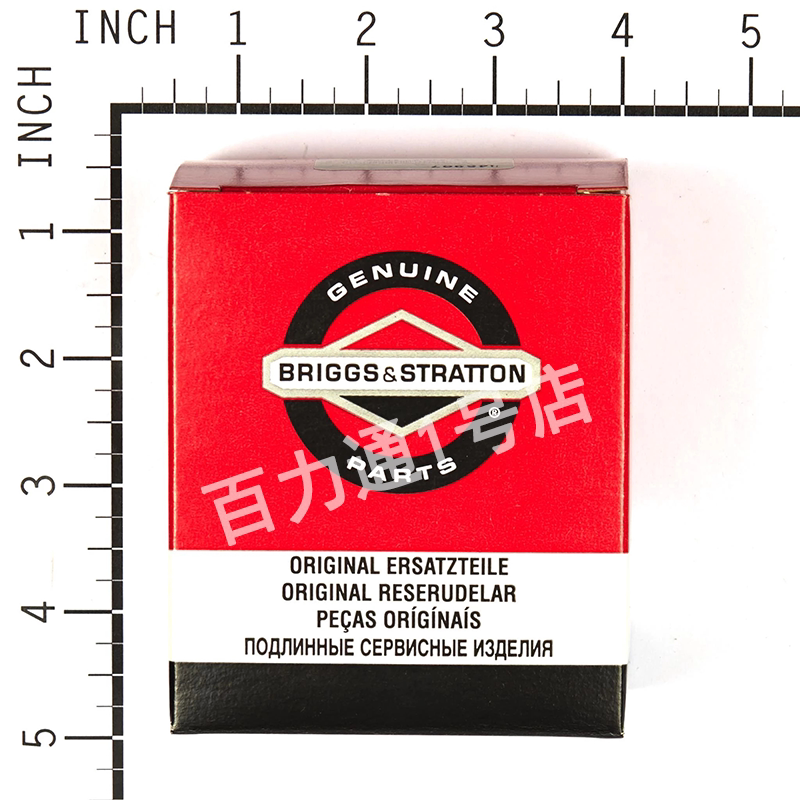 INCH 1 2 3 4 5
INCH
1
2
3
4
5
GENUINE
BRIGGS & STRATTON
®
PARTS
百力通1号店
ORIGINAL ERSATZTEILE
ORIGINAL RESERUDELAR
PEÇAS ORÍGÍNAÍS
ПОДЛИННЫЕ СЕРВИСНЫЕ ИЗДЕЛИЯ